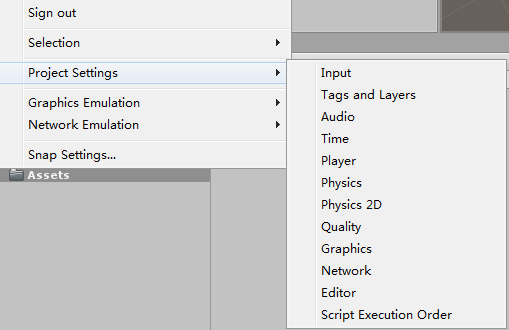 Sign out
Selection
Project Settings
Graphics Emulation
Network Emulation
Snap Settings...
Assets
Input
Tags and Layers
Audio
Time
Player
Physics
Physics 2D
Quality
Graphics
Network
Editor
Script Execution Order